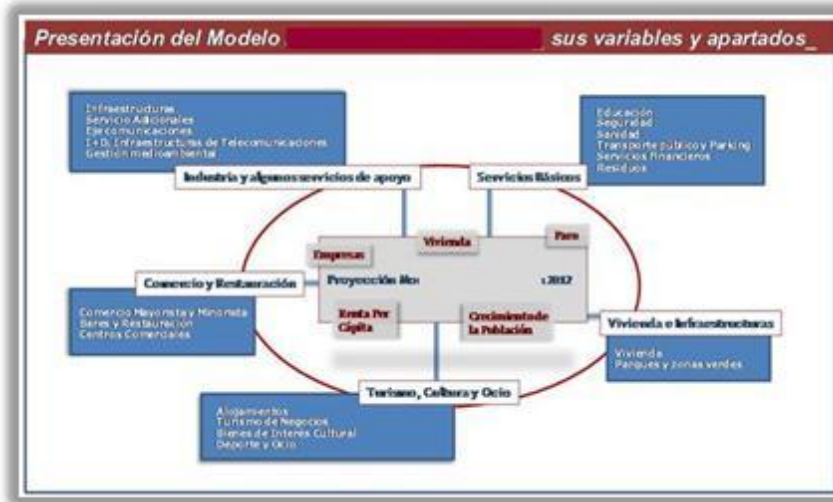 Presentación del Modelo sus variables y apartados_
Infraestructuras
Servicio Adicionales
Eje comunicaciones
I+D, Infraestructuras de Telecomunicaciones
Gestión medioambiental
Educación
Seguridad
Sanidad
Transporte público y Parking
Servicios Financieros
Residuos
Industria y algunos servicios de apoyo
Servicios Básicos
Vivienda
Paro
Empresas
Comercio y Restauración
Proyección 2012
Comercio Mayorista y Minorista
Bares y Restauración
Centros Comerciales
Renta Per
Cápita
Crecimiento de
la Población
Vivienda e Infraestructuras
Vivienda
Parques y zonas verdes
Turismo, Cultura y Ocio
Alojamientos
Turismo de Negocios
Bienes de Interés Cultural
Deporte y Ocio